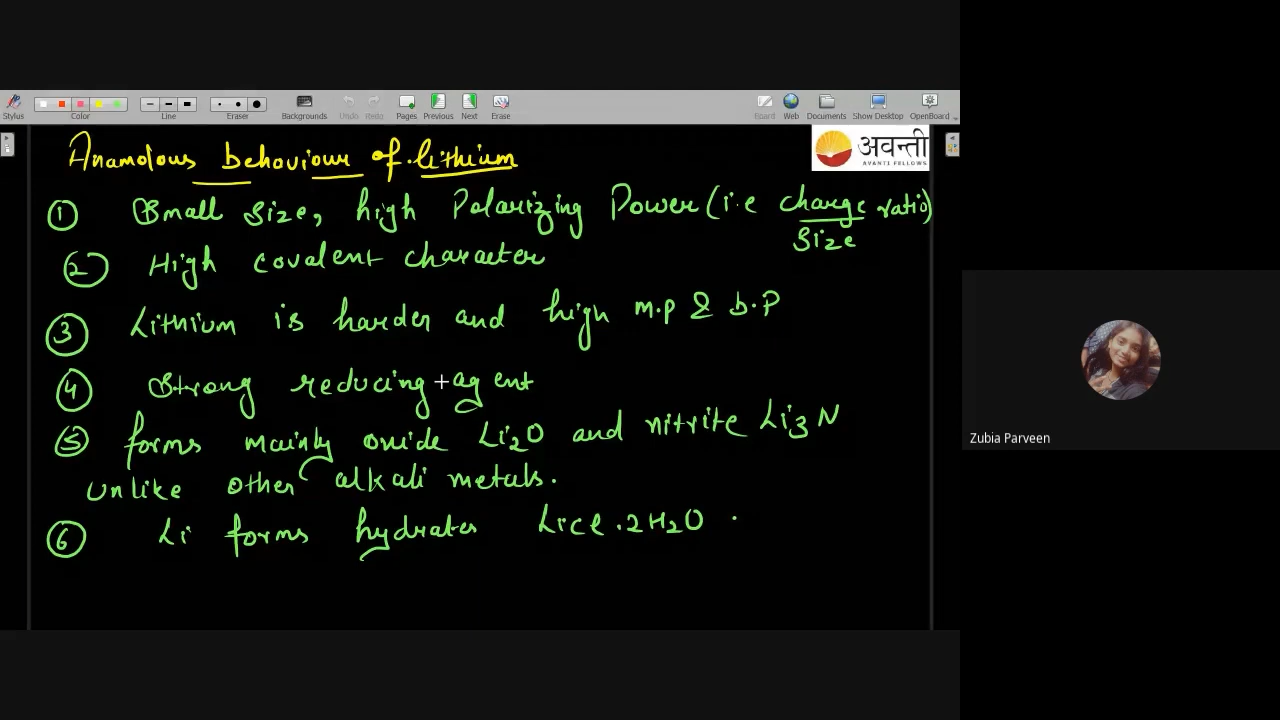 Stylus
Color
Line
Eraser
Backgrounds
Undo
Redo
Pages
Previous
Next
Erase
Board
Web
Documents
Show Desktop
OpenBoard
अवन्ती
AVANTI FELLOWS
Anamolous behaviour of lithium
① Small size, high Polarizing Power (i.e charge ratio)
size
② High covalent character
③ Lithium is harder and high m.p & b.p
④ Strong reducing agent
⑤ forms mainly oxide Li₂O and nitrite Li₃N
unlike other alkali metals.
⑥ Li forms hydrates Licl.2H₂O .
Zubia Parveen